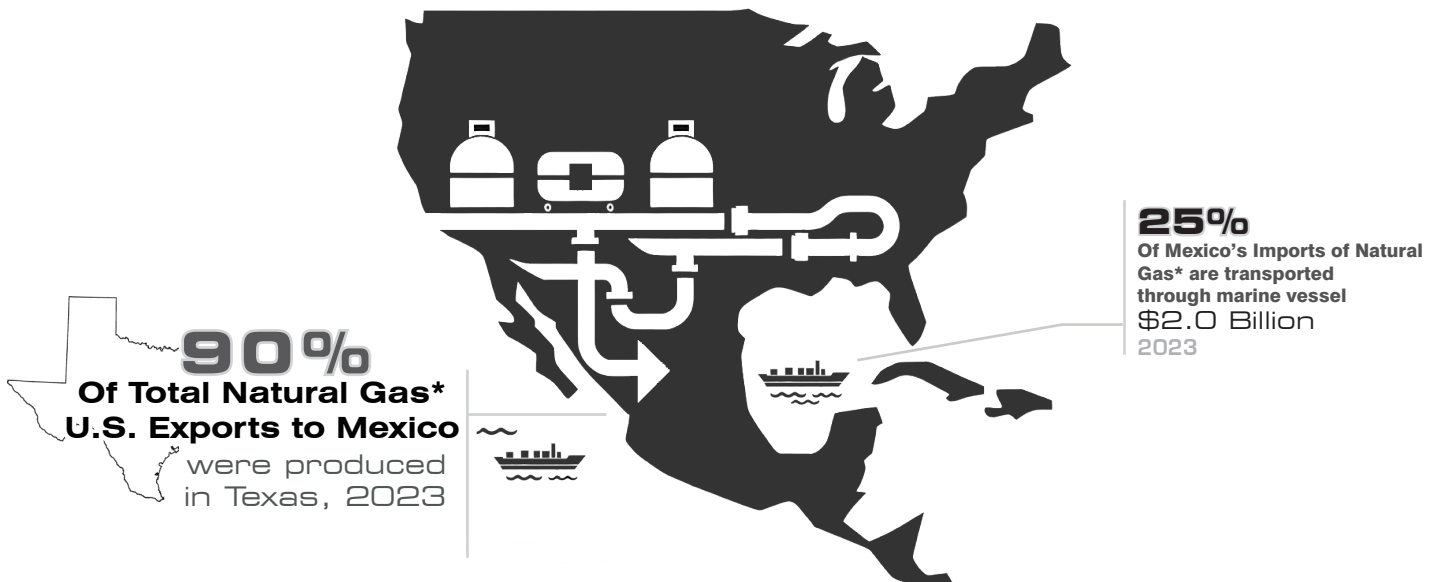 90%
Of Total Natural Gas*
U.S. Exports to Mexico
were produced
in Texas, 2023
25%
Of Mexico's Imports of Natural
Gas* are transported
through marine vessel
$2.0 Billion
2023